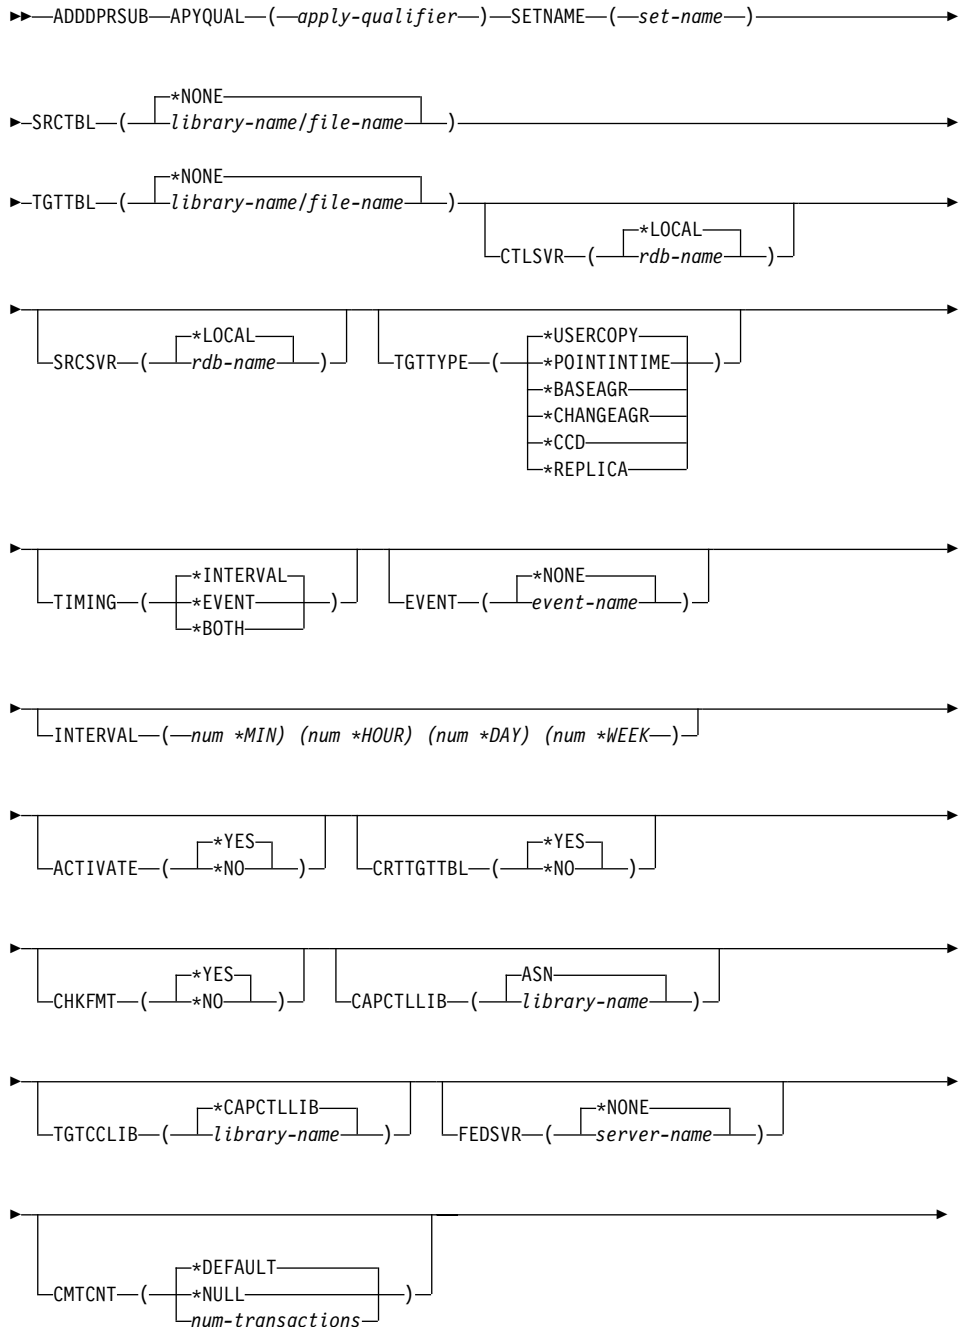 ADDDPRSUB APYQUAL ( apply-qualifier ) SETNAME ( set-name )
*NONE
SRCTBL ( library-name/file-name )
*NONE
TGTTBL ( library-name/file-name )
*LOCAL
CTLSVR ( rdb-name )
*LOCAL
SRCSVR ( rdb-name )
*USERCOPY
TGTTYPE ( *POINTINTIME )
*BASEAGR
*CHANGEAGR
*CCD
*REPLICA
*INTERVAL
TIMING ( *EVENT )
*BOTH
*NONE
EVENT ( event-name )
INTERVAL ( num *MIN) (num *HOUR) (num *DAY) (num *WEEK )
*YES
ACTIVATE ( *NO )
*YES
CRTTGTTBL ( *NO )
*YES
CHKFMT ( *NO )
ASN
CAPCTLLIB ( library-name )
*CAPCTLLIB
TGTCCLIB ( library-name )
*NONE
FEDSVR ( server-name )
*DEFAULT
CMTCNT ( *NULL )
num-transactions